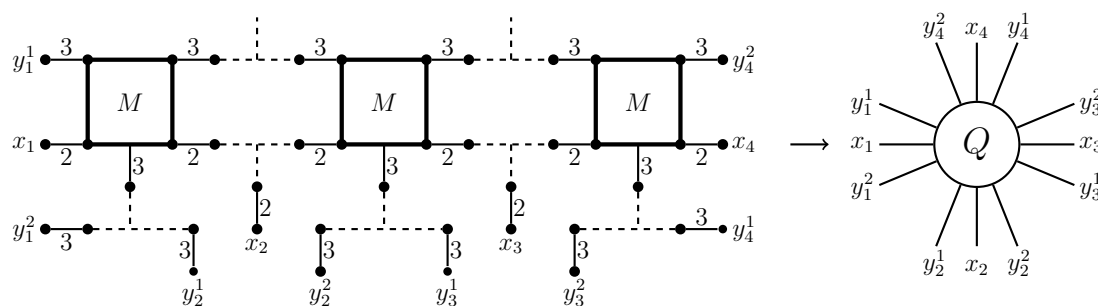 3 3 3 3 3 3
y_1^1 y_4^2
M M M
x_1 x_4
2 2 2 2 2 2
3 3 3
2 2
y_1^2 3 3 x_2 3 3 x_3 3 3 y_4^1
y_2^1 y_2^2 y_3^1 y_3^2
→
y_4^2 x_4 y_4^1
y_1^1 y_3^2
x_1 Q x_3
y_1^2 y_3^1
y_2^1 x_2 y_2^2